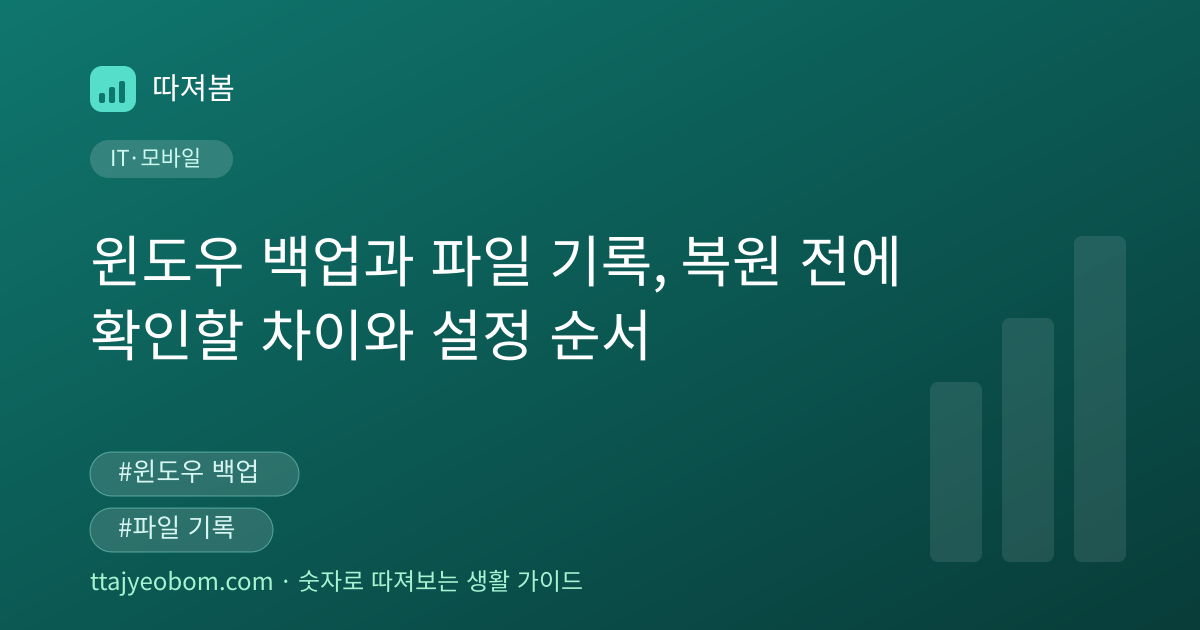 따져봄
IT·모바일
윈도우 백업과 파일 기록, 복원 전에
확인할 차이와 설정 순서
#윈도우 백업
#파일 기록
ttajyeobom.com · 숫자로 따져보는 생활 가이드